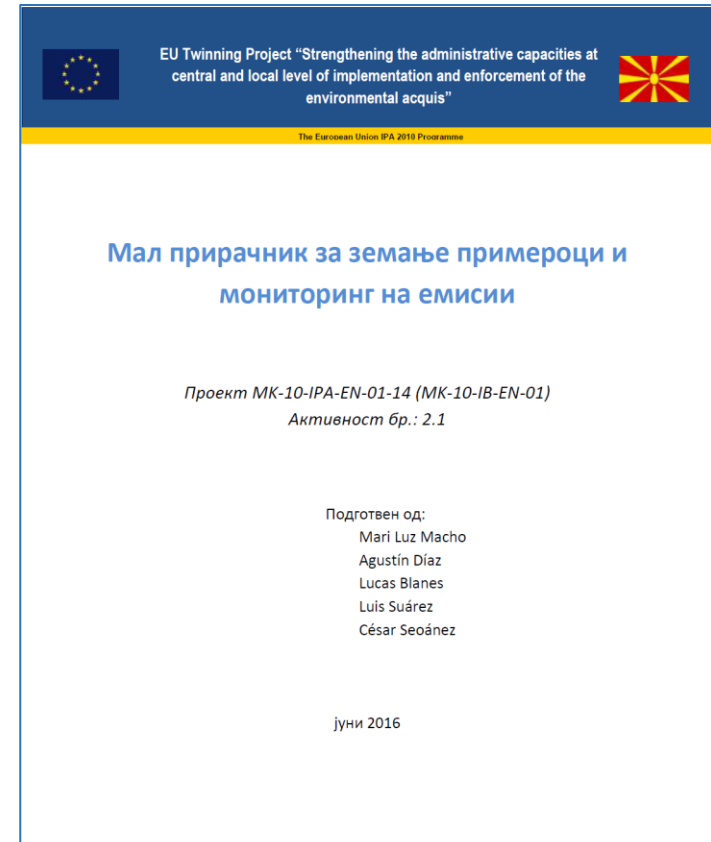 EU Twinning Project “Strengthening the administrative capacities at
central and local level of implementation and enforcement of the
environmental acquis”
The European Union IPA 2010 Programme
Мал прирачник за земање примероци и
мониторинг на емисии
Проект MK-10-IPA-EN-01-14 (MK-10-IB-EN-01)
Активност бр.: 2.1
Подготвен од:
Mari Luz Macho
Agustín Díaz
Lucas Blanes
Luis Suárez
César Seoánez
јуни 2016